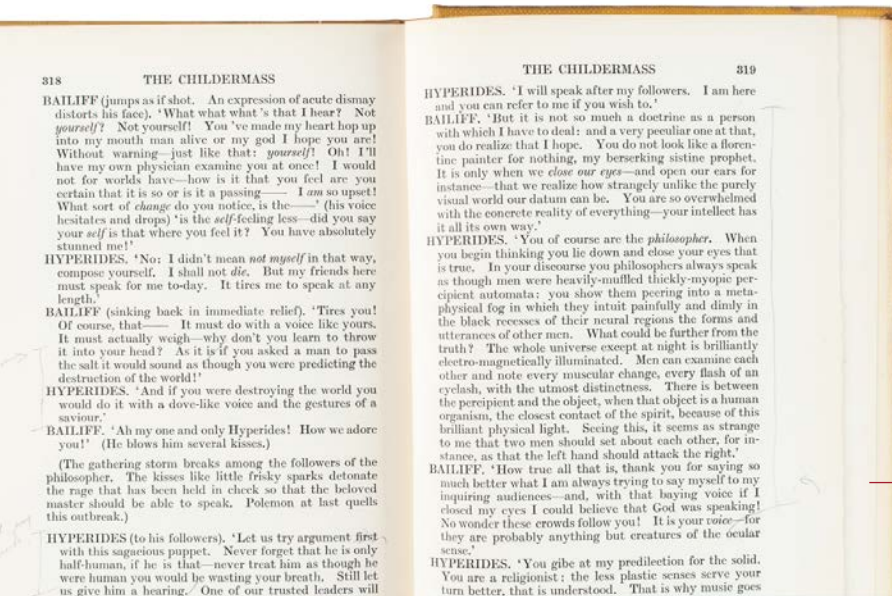 318 THE CHILDERMASS
BAILIFF (jumps as if shot. An expression of acute dismay
distorts his face). 'What what what 's that I hear? Not
yourself? Not yourself! You 've made my heart hop up
into my mouth man alive or my god I hope you are!
Without warning—just like that: yourself! Oh! I'll
have my own physician examine you at once! I would
not for worlds have—how is it that you feel are you
certain that it is so or is it a passing—— I am so upset!
What sort of change do you notice, is the——' (his voice
hesitates and drops) 'is the self-feeling less—did you say
your self is that where you feel it? You have absolutely
stunned me!'
HYPERIDES. 'No: I didn't mean not myself in that way,
compose yourself. I shall not die. But my friends here
must speak for me to-day. It tires me to speak at any
length.'
BAILIFF (sinking back in immediate relief). 'Tires you!
Of course, that—— It must do with a voice like yours.
It must actually weigh—why don't you learn to throw
it into your head? As it is if you asked a man to pass
the salt it would sound as though you were predicting the
destruction of the world!'
HYPERIDES. 'And if you were destroying the world you
would do it with a dove-like voice and the gestures of a
saviour.'
BAILIFF. 'Ah my one and only Hyperides! How we adore
you!' (He blows him several kisses.)
(The gathering storm breaks among the followers of the
philosopher. The kisses like little frisky sparks detonate
the rage that has been held in check so that the beloved
master should be able to speak. Polemon at last quells
this outbreak.)
HYPERIDES (to his followers). 'Let us try argument first
with this sagacious puppet. Never forget that he is only
half-human, if he is that—never treat him as though he
were human you would be wasting your breath. Still let
us give him a hearing. One of our trusted leaders will
THE CHILDERMASS 319
HYPERIDES. 'I will speak after my followers. I am here
and you can refer to me if you wish to.'
BAILIFF. 'But it is not so much a doctrine as a person
with which I have to deal: and a very peculiar one at that,
you do realize that I hope. You do not look like a floren-
tine painter for nothing, my berserking sistine prophet.
It is only when we close our eyes—and open our ears for
instance—that we realize how strangely unlike the purely
visual world our datum can be. You are so overwhelmed
with the concrete reality of everything—your intellect has
it all its own way.'
HYPERIDES. 'You of course are the philosopher. When
you begin thinking you lie down and close your eyes that
is true. In your discourse you philosophers always speak
as though men were heavily-muffled thickly-myopic per-
cipient automata: you show them peering into a meta-
physical fog in which they intuit painfully and dimly in
the black recesses of their neural regions the forms and
utterances of other men. What could be further from the
truth? The whole universe except at night is brilliantly
electro-magnetically illuminated. Men can examine each
other and note every muscular change, every flash of an
eyelash, with the utmost distinctness. There is between
the percipient and the object, when that object is a human
organism, the closest contact of the spirit, because of this
brilliant physical light. Seeing this, it seems as strange
to me that two men should set about each other, for in-
stance, as that the left hand should attack the right.'
BAILIFF. 'How true all that is, thank you for saying so
much better what I am always trying to say myself to my
inquiring audiences—and, with that baying voice if I
closed my eyes I could believe that God was speaking!
No wonder these crowds follow you! It is your voice—for
they are probably anything but creatures of the ocular
sense.'
HYPERIDES. 'You gibe at my predilection for the solid.
You are a religionist: the less plastic senses serve your
turn better, that is understood. That is why music goes